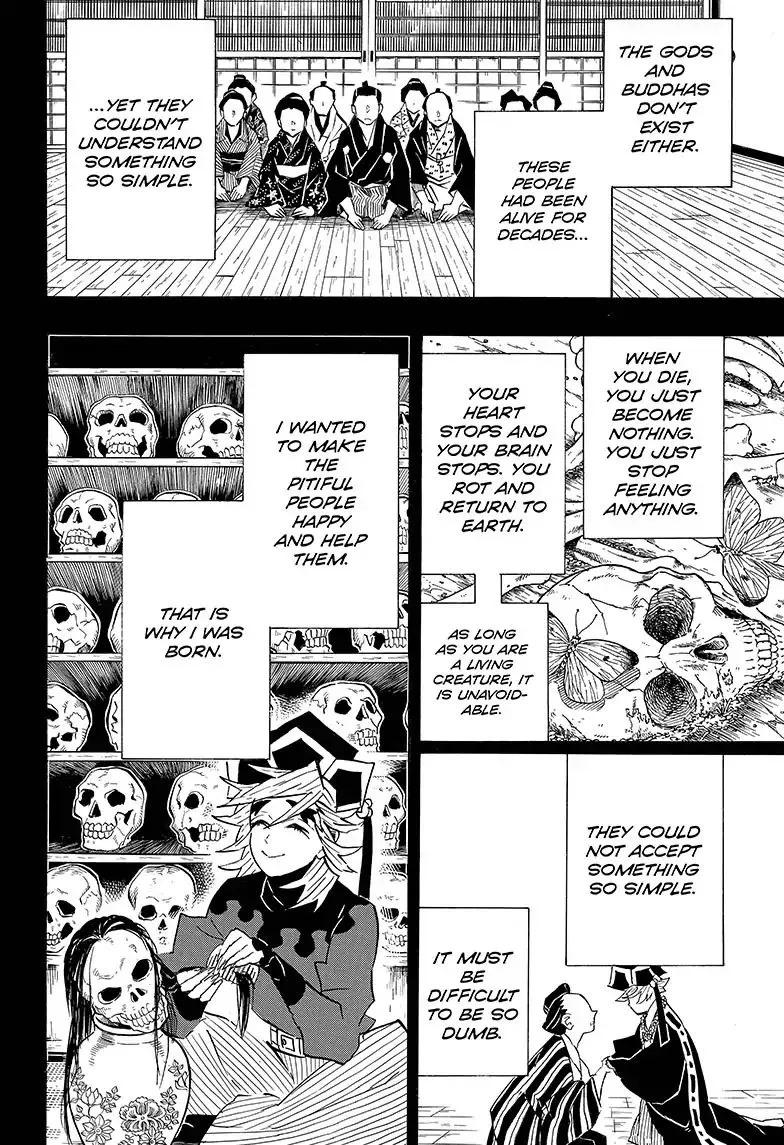 THE GODS
AND
BUDDHAS
DON'T
EXIST
EITHER.
THESE
PEOPLE
HAD BEEN
ALIVE FOR
DECADES...
...YET THEY
COULDN'T
UNDERSTAND
SOMETHING
SO SIMPLE.
WHEN
YOU DIE,
YOU JUST
BECOME
NOTHING.
YOU JUST
STOP
FEELING
ANYTHING.
YOUR
HEART
STOPS AND
YOUR BRAIN
STOPS. YOU
ROT AND
RETURN TO
EARTH.
AS LONG
AS YOU ARE
A LIVING
CREATURE, IT
IS UNAVOID-
ABLE.
THEY COULD
NOT ACCEPT
SOMETHING
SO SIMPLE.
IT MUST
BE
DIFFICULT
TO BE SO
DUMB.
I WANTED
TO MAKE
THE
PITIFUL
PEOPLE
HAPPY
AND HELP
THEM.
THAT IS
WHY I WAS
BORN.